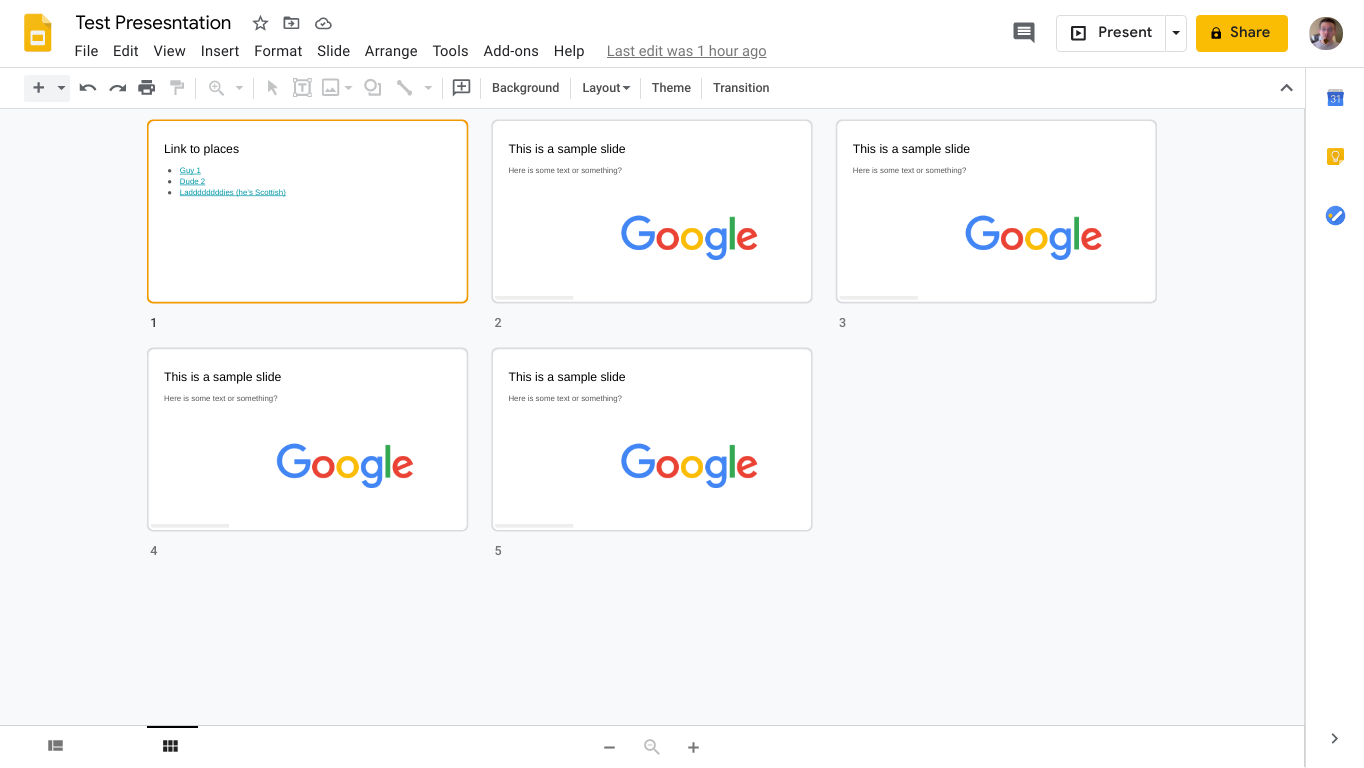 Test Presesntation
File Edit View Insert Format Slide Arrange Tools Add-ons Help Last edit was 1 hour ago
Present
Share
Background Layout Theme Transition
31
Link to places
Guy 1
Dude 2
Laddddddddies (he's Scottish)
1
This is a sample slide
Here is some text or something?
Google
2
This is a sample slide
Here is some text or something?
Google
3
This is a sample slide
Here is some text or something?
Google
4
This is a sample slide
Here is some text or something?
Google
5